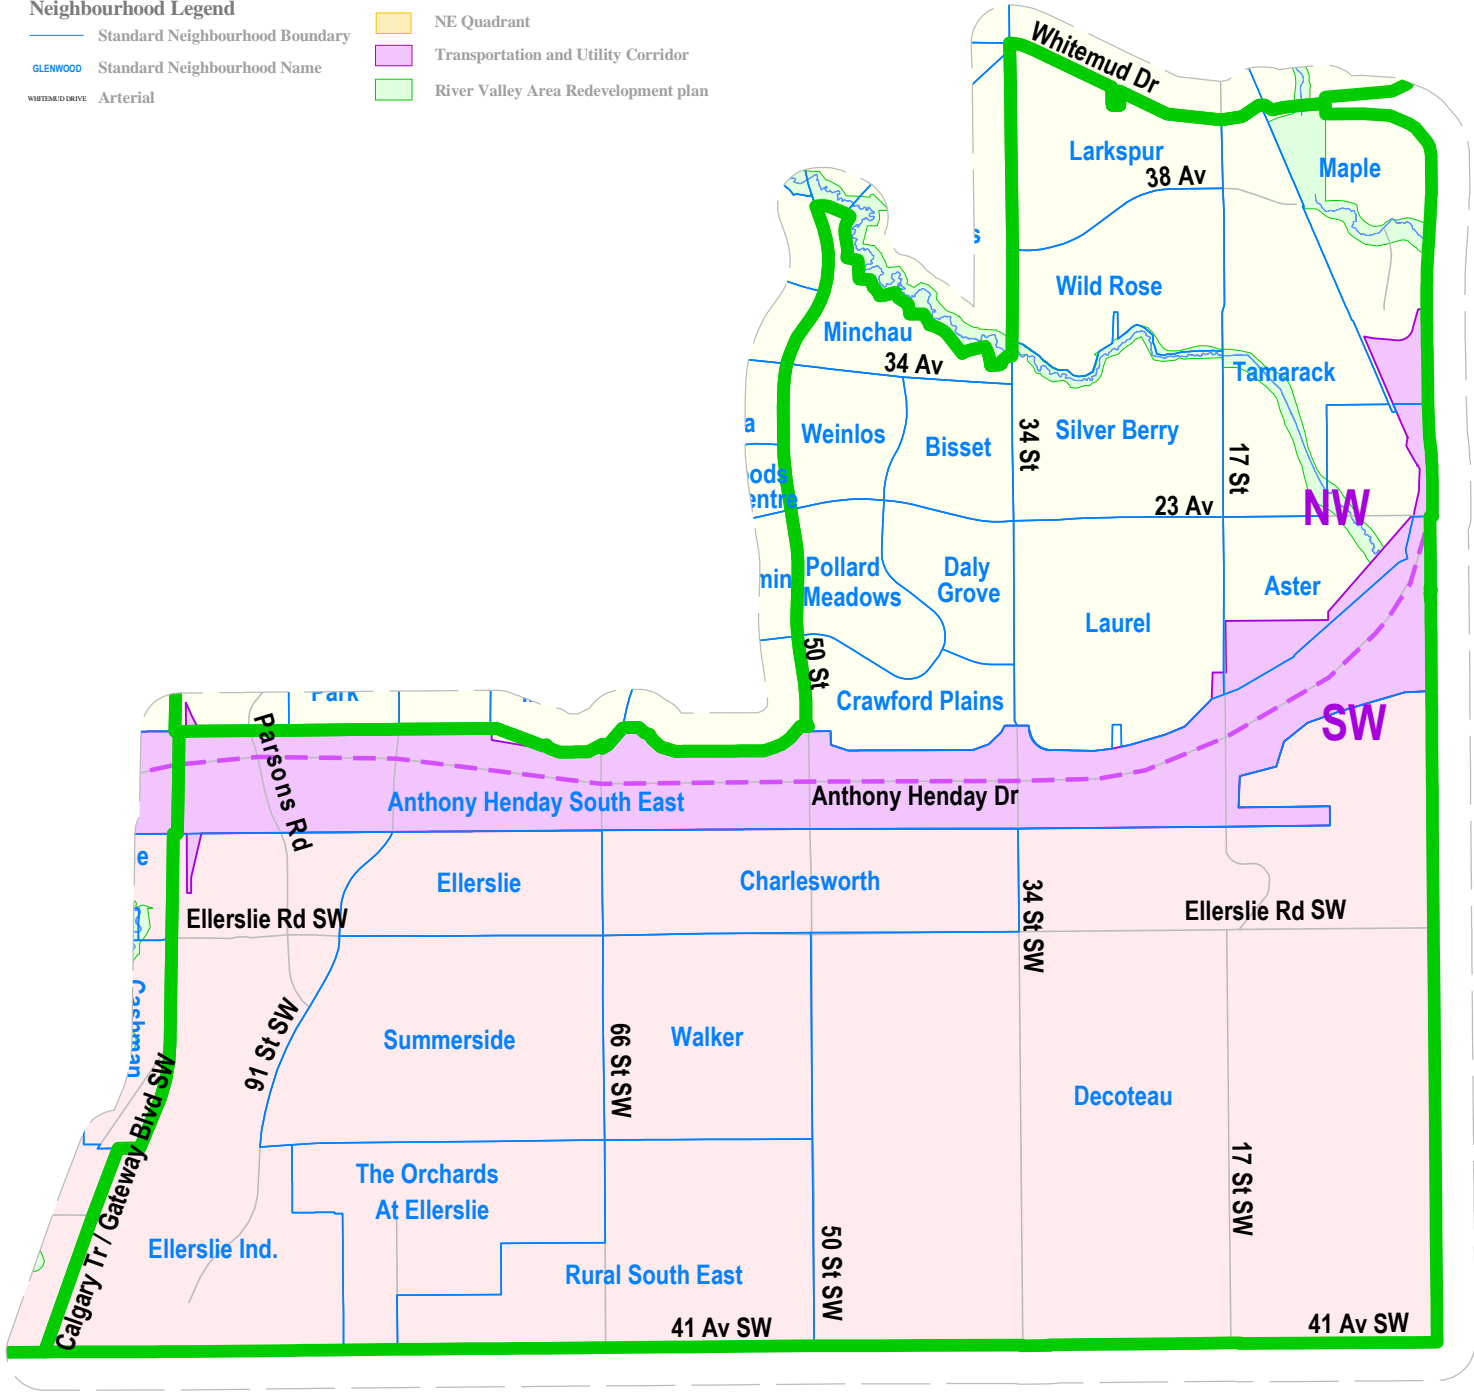 Neighbourhood Legend
Standard Neighbourhood Boundary
GLENWOOD Standard Neighbourhood Name
WHITEMUD DRIVE Arterial
NE Quadrant
Transportation and Utility Corridor
River Valley Area Redevelopment plan
Whitemud Dr
Larkspur
38 Av
Maple
s
Wild Rose
Minchau
34 Av
Tamarack
a
Weinlos
Bisset
34 St
Silver Berry
17 St
oods
entre
23 Av
NW
min
Pollard
Meadows
Daly
Grove
Aster
Laurel
50 St
Crawford Plains
Park
SW
Parsons Rd
Anthony Henday South East
Anthony Henday Dr
e
Ellerslie
Charlesworth
34 St SW
Ellerslie Rd SW
Ellerslie Rd SW
Cashman
91 St SW
Summerside
66 St SW
Walker
Decoteau
Calgary Tr / Gateway Blvd SW
The Orchards
At Ellerslie
17 St SW
Ellerslie Ind.
Rural South East
50 St SW
41 Av SW
41 Av SW